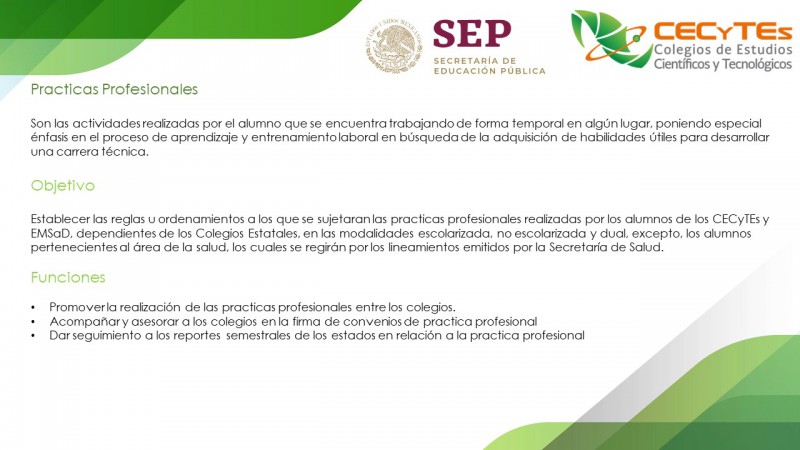 SEP
SECRETARÍA DE
EDUCACIÓN PÚBLICA
CECyTEs
Colegios de Estudios
Científicos y Tecnológicos
Practicas Profesionales
Son las actividades realizadas por el alumno que se encuentra trabajando de forma temporal en algún lugar, poniendo especial
énfasis en el proceso de aprendizaje y entrenamiento laboral en búsqueda de la adquisición de habilidades útiles para desarrollar
una carrera técnica.
Objetivo
Establecer las reglas u ordenamientos a los que se sujetaran las practicas profesionales realizadas por los alumnos de los CECyTEs y
EMSaD, dependientes de los Colegios Estatales, en las modalidades escolarizada, no escolarizada y dual, excepto, los alumnos
pertenecientes al área de la salud, los cuales se regirán por los lineamientos emitidos por la Secretaría de Salud.
Funciones
• Promover la realización de las practicas profesionales entre los colegios.
• Acompañar y asesorar a los colegios en la firma de convenios de practica profesional
• Dar seguimiento a los reportes semestrales de los estados en relación a la practica profesional